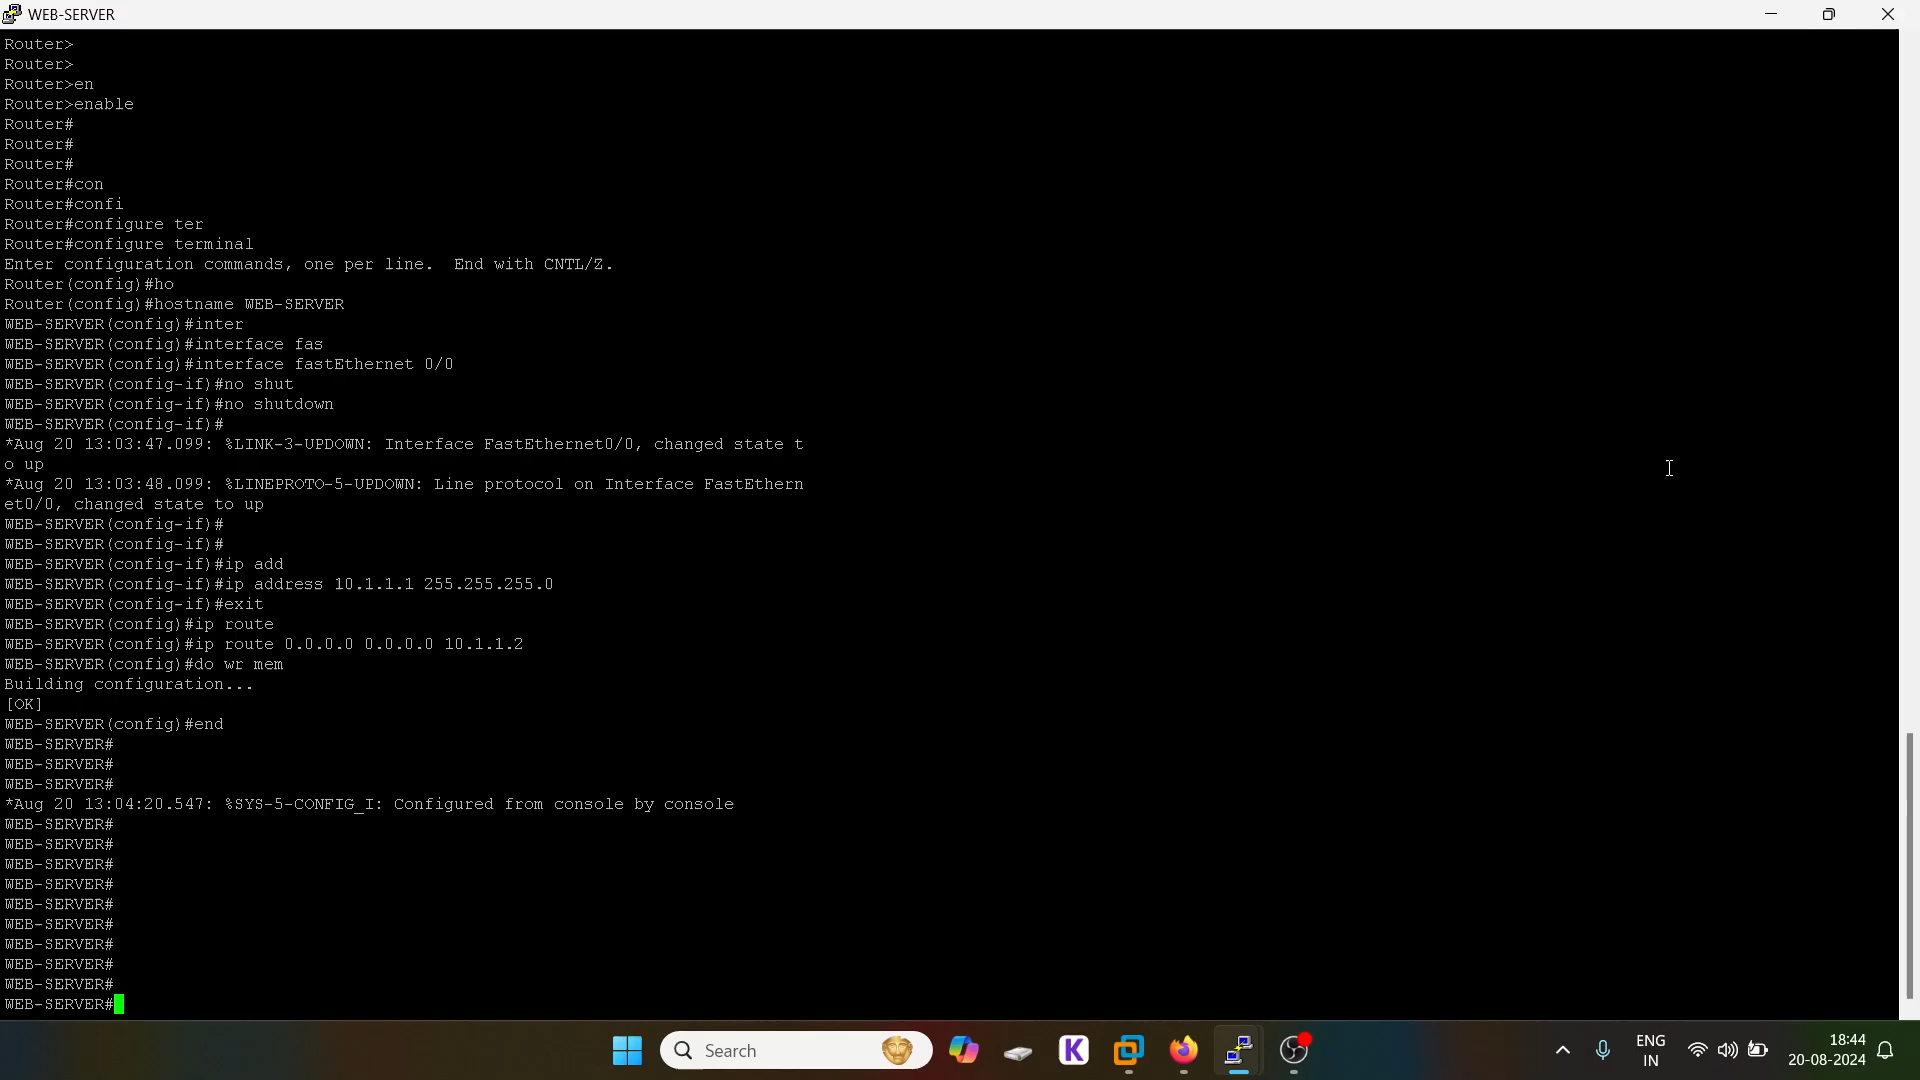 WEB-SERVER
Router>
Router>
Router>en
Router>enable
Router#
Router#
Router#
Router#con
Router#confi
Router#configure ter
Router#configure terminal
Enter configuration commands, one per line.  End with CNTL/Z.
Router(config)#ho
Router(config)#hostname WEB-SERVER
WEB-SERVER(config)#inter
WEB-SERVER(config)#interface fas
WEB-SERVER(config)#interface fastEthernet 0/0
WEB-SERVER(config-if)#no shut
WEB-SERVER(config-if)#no shutdown
WEB-SERVER(config-if)#
*Aug 20 13:03:47.099: %LINK-3-UPDOWN: Interface FastEthernet0/0, changed state t
o up
*Aug 20 13:03:48.099: %LINEPROTO-5-UPDOWN: Line protocol on Interface FastEthern
et0/0, changed state to up
WEB-SERVER(config-if)#
WEB-SERVER(config-if)#
WEB-SERVER(config-if)#ip add
WEB-SERVER(config-if)#ip address 10.1.1.1 255.255.255.0
WEB-SERVER(config-if)#exit
WEB-SERVER(config)#ip route
WEB-SERVER(config)#ip route 0.0.0.0 0.0.0.0 10.1.1.2
WEB-SERVER(config)#do wr mem
Building configuration...
[OK]
WEB-SERVER(config)#end
WEB-SERVER#
WEB-SERVER#
WEB-SERVER#
*Aug 20 13:04:20.547: %SYS-5-CONFIG_I: Configured from console by console
WEB-SERVER#
WEB-SERVER#
WEB-SERVER#
WEB-SERVER#
WEB-SERVER#
WEB-SERVER#
WEB-SERVER#
WEB-SERVER#
WEB-SERVER#
WEB-SERVER#
Search
K
ENG
IN
18:44
20-08-2024